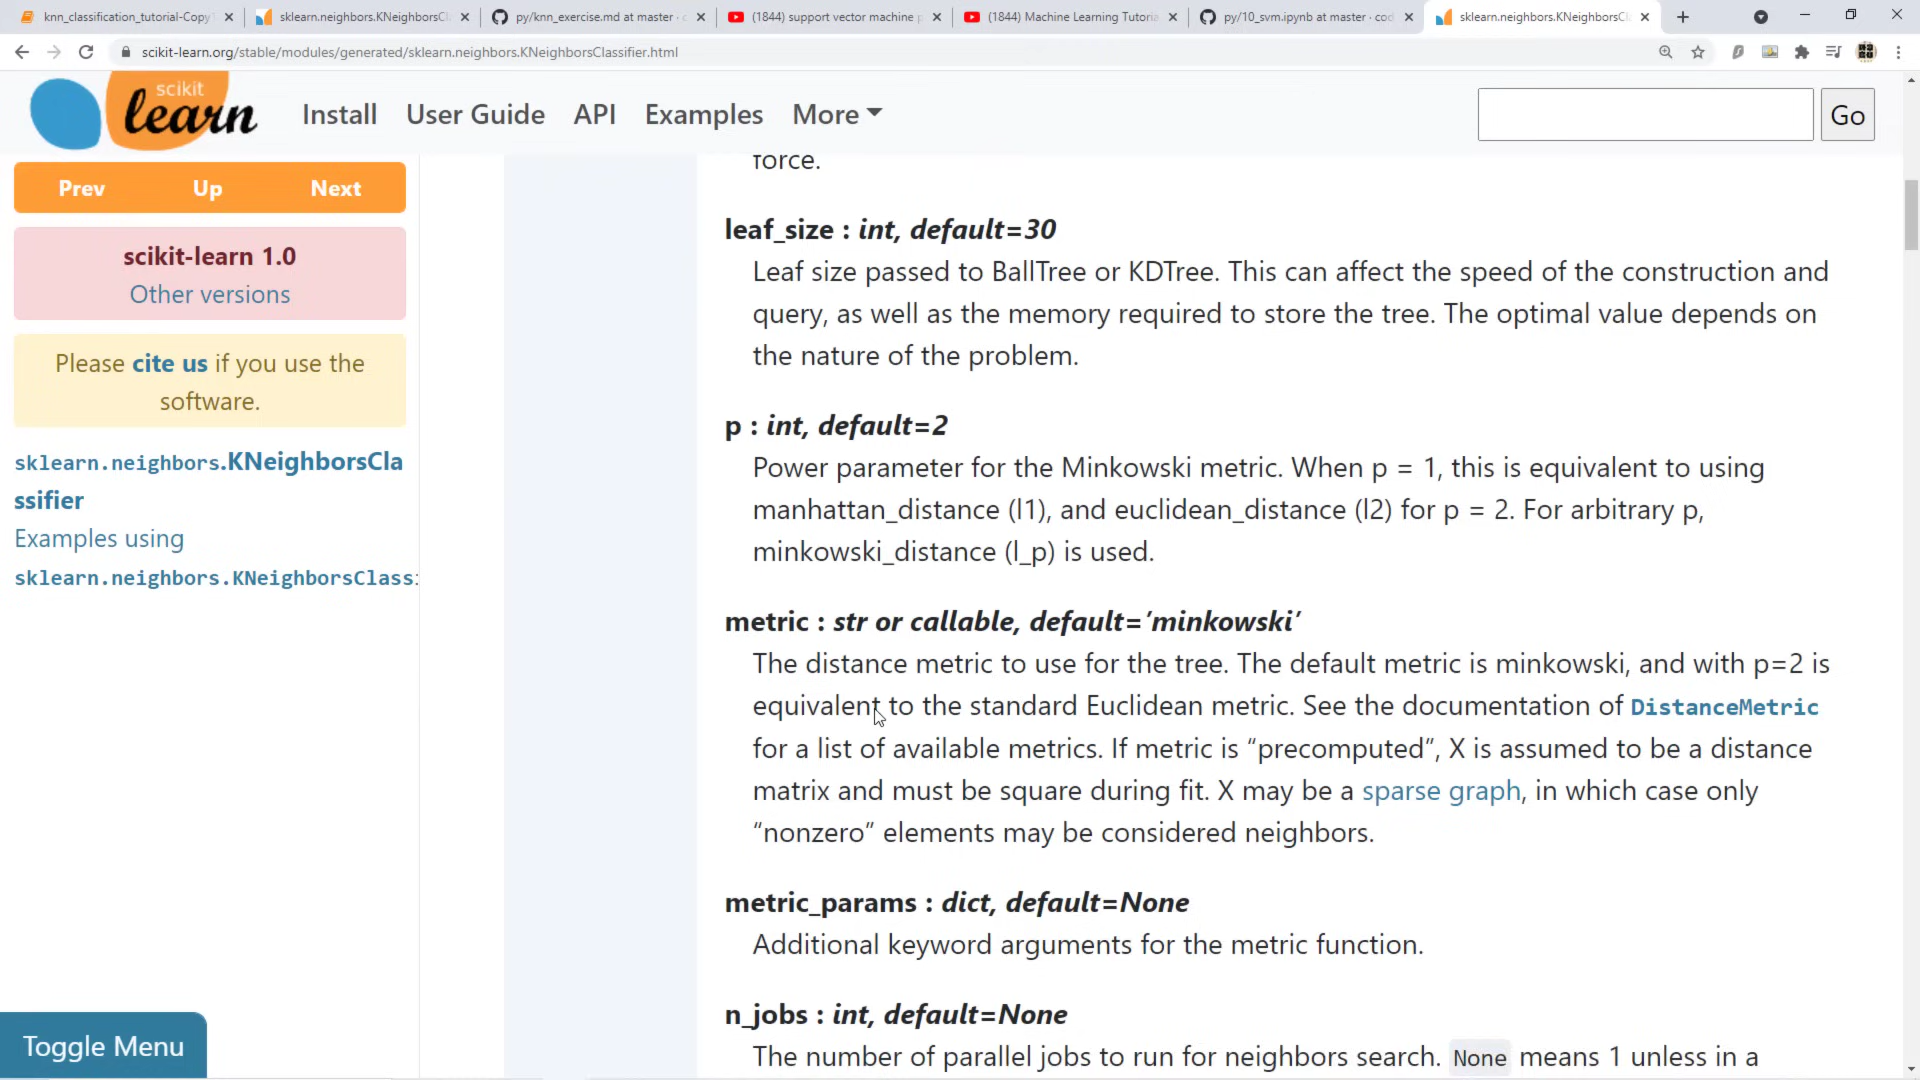 knn_classification_tutorial-Copy
sklearn.neighbors.KNeighborsCl
py/knn_exercise.md at master · c
(1844) support vector machine p
(1844) Machine Learning Tutoria
py/10_svm.ipynb at master · cod
sklearn.neighbors.KNeighborsCl
scikit-learn.org/stable/modules/generated/sklearn.neighbors.KNeighborsClassifier.html
scikit
learn
Install
User Guide
API
Examples
More
Go
Prev
Up
Next
scikit-learn 1.0
Other versions
Please cite us if you use the
software.
sklearn.neighbors.KNeighborsCla
ssifier
Examples using
sklearn.neighbors.KNeighborsClassi
Toggle Menu
force.
leaf_size : int, default=30
Leaf size passed to BallTree or KDTree. This can affect the speed of the construction and
query, as well as the memory required to store the tree. The optimal value depends on
the nature of the problem.
p : int, default=2
Power parameter for the Minkowski metric. When p = 1, this is equivalent to using
manhattan_distance (l1), and euclidean_distance (l2) for p = 2. For arbitrary p,
minkowski_distance (l_p) is used.
metric : str or callable, default=’minkowski’
The distance metric to use for the tree. The default metric is minkowski, and with p=2 is
equivalent to the standard Euclidean metric. See the documentation of DistanceMetric
for a list of available metrics. If metric is “precomputed”, X is assumed to be a distance
matrix and must be square during fit. X may be a sparse graph, in which case only
“nonzero” elements may be considered neighbors.
metric_params : dict, default=None
Additional keyword arguments for the metric function.
n_jobs : int, default=None
The number of parallel jobs to run for neighbors search. None means 1 unless in a